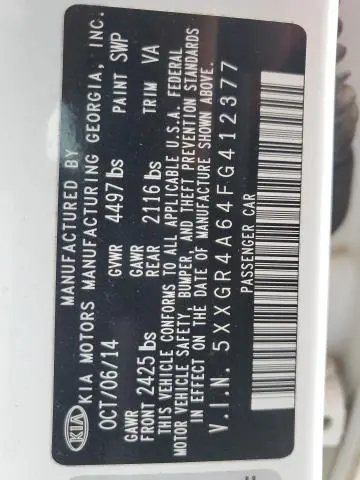 KIA
MANUFACTURED BY
KIA MOTORS MANUFACTURING GEORGIA, INC.
OCT/06/14 GVWR 4497 lbs PAINT SWP
GAWR FRONT 2425 lbs GAWR REAR 2116 lbs TRIM VA
THIS VEHICLE CONFORMS TO ALL APPLICABLE U.S.A. FEDERAL
MOTOR VEHICLE SAFETY, BUMPER, AND THEFT PREVENTION STANDARDS
IN EFFECT ON THE DATE OF MANUFACTURE SHOWN ABOVE.
V.I.N. 5XXGR4A64FG412377
PASSENGER CAR